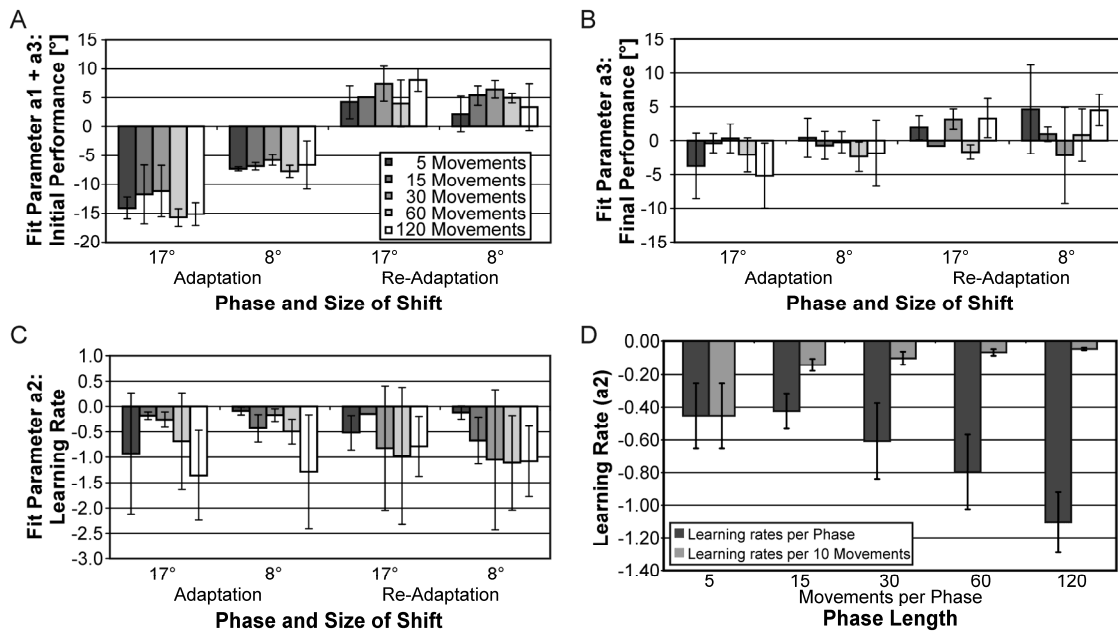 A
Fit Parameter a1 + a3:
Initial Performance [°]
15
10
5
0
-5
-10
-15
-20
5 Movements
15 Movements
30 Movements
60 Movements
120 Movements
17° 8° 17° 8°
Adaptation Re-Adaptation
Phase and Size of Shift
B
Fit Parameter a3:
Final Performance [°]
15
10
5
0
-5
-10
-15
17° 8° 17° 8°
Adaptation Re-Adaptation
Phase and Size of Shift
C
Fit Parameter a2:
Learning Rate
1.0
0.5
0.0
-0.5
-1.0
-1.5
-2.0
-2.5
-3.0
17° 8° 17° 8°
Adaptation Re-Adaptation
Phase and Size of Shift
D
Learning Rate (a2)
0.00
-0.20
-0.40
-0.60
-0.80
-1.00
-1.20
-1.40
Learning rates per Phase
Learning rates per 10 Movements
5 15 30 60 120
Movements per Phase
Phase Length